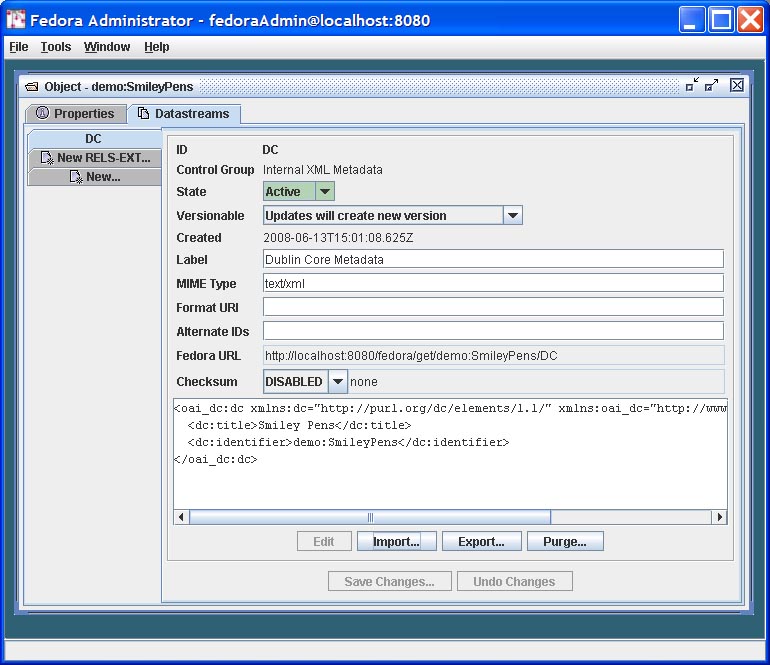 Fedora Administrator - fedoraAdmin@localhost:8080
File Tools Window Help
Object - demo:SmileyPens
Properties Datastreams
DC
New RELS-EXT...
New...
ID DC
Control Group Internal XML Metadata
State Active
Versionable Updates will create new version
Created 2008-06-13T15:01:08.625Z
Label Dublin Core Metadata
MIME Type text/xml
Format URI
Alternate IDs
Fedora URL http://localhost:8080/fedora/get/demo:SmileyPens/DC
Checksum DISABLED none
<oai_dc:dc xmlns:dc="http://purl.org/dc/elements/1.1/" xmlns:oai_dc="http://www
<dc:title>Smiley Pens</dc:title>
<dc:identifier>demo:SmileyPens</dc:identifier>
</oai_dc:dc>
Edit Import... Export... Purge...
Save Changes... Undo Changes